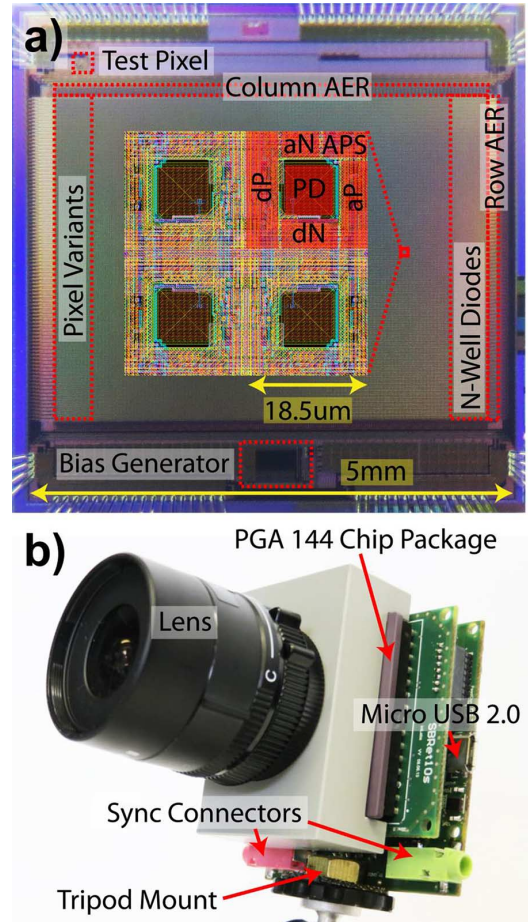 a)
Test Pixel
Column AER
Row AER
aN APS
dP
PD
aP
dN
Pixel Variants
N-Well Diodes
18.5um
Bias Generator
5mm
b)
PGA 144 Chip Package
Lens
C
Micro USB 2.0
SBRet10s
Sync Connectors
Tripod Mount